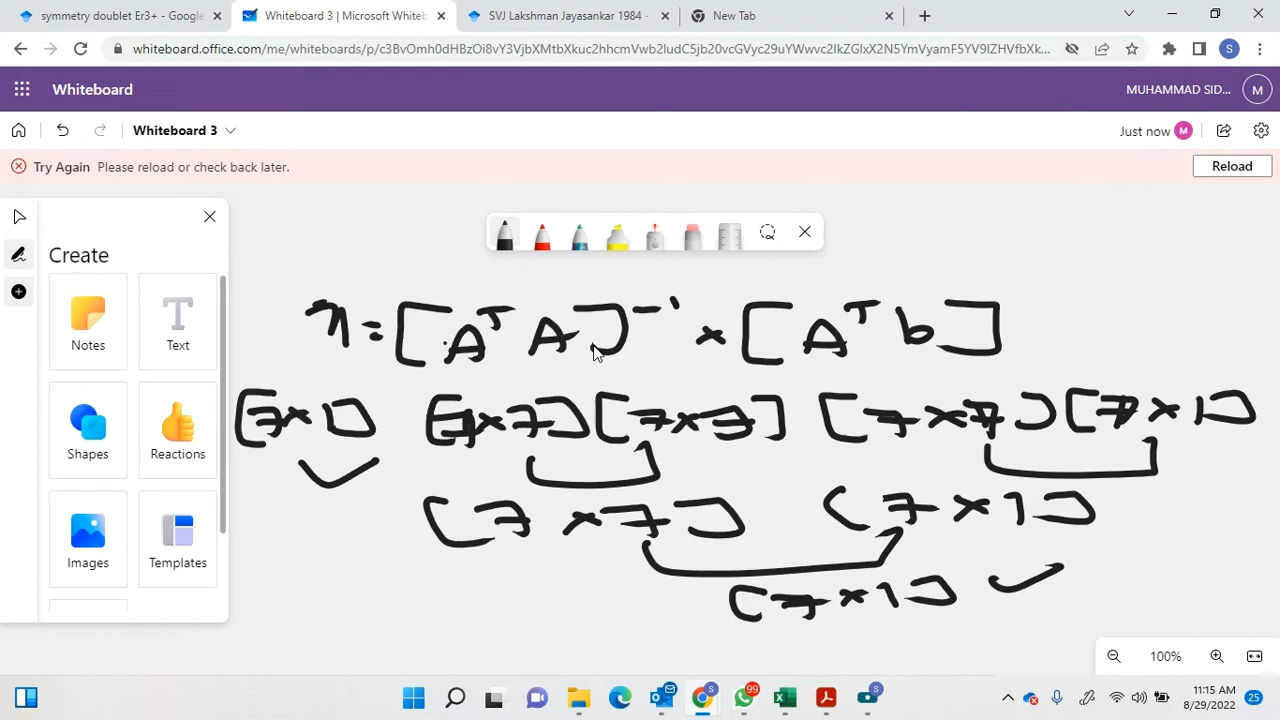 symmetry doublet Er3+ - Google
Whiteboard 3 | Microsoft Whiteb
SVJ Lakshman Jayasankar 1984 -
New Tab
whiteboard.office.com/me/whiteboards/p/c3BvOmh0dHBzOi8vY3VjbXMtbXkuc2hhcmVwb2ludC5jb20vcGVyc29uYWwvc2lkZGlxX2N5YmVyamF5YV9lZHVfbXk...
S
Whiteboard
MUHAMMAD SID...
M
Whiteboard 3
Just now
M
Try Again Please reload or check back later.
Reload
Create
Notes
Text
Shapes
Reactions
Images
Templates
= [Aᵀ A]⁻¹ × [Aᵀ b]
[7×1] [7×7] [7×7] [7×7] [7×1]
[7×7] [7×1]
[7×1]
100%
99
S
11:15 AM
8/29/2022
25